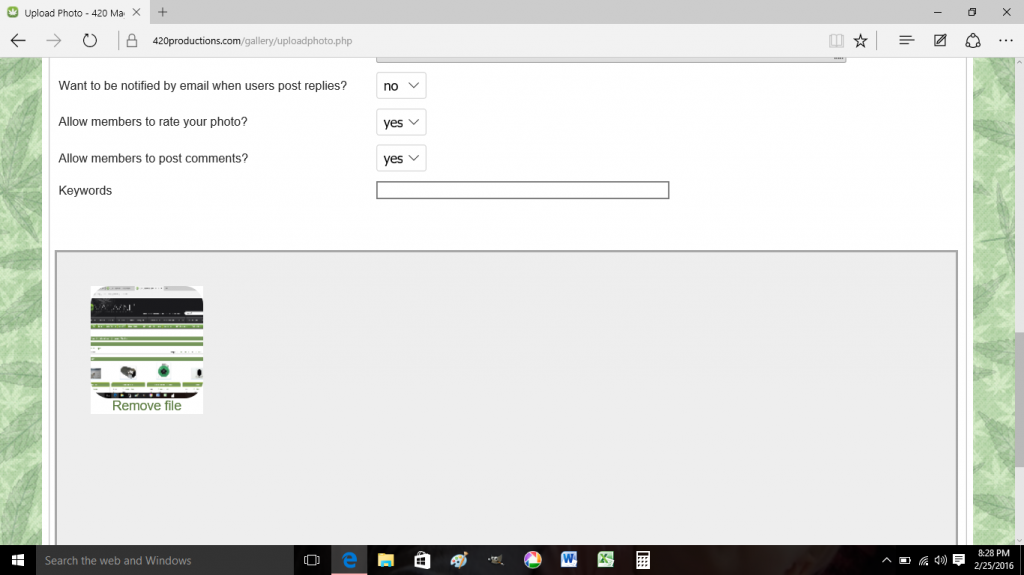 Upload Photo - 420 Ma
420productions.com/gallery/uploadphoto.php
Want to be notified by email when users post replies?
no
Allow members to rate your photo?
yes
Allow members to post comments?
yes
Keywords
Remove file
Search the web and Windows
8:28 PM
2/25/2016